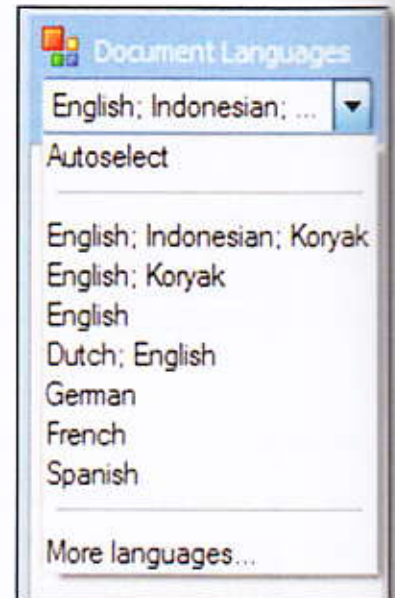 Document Languages
English; Indonesian; ...
Autoselect
English; Indonesian; Koryak
English; Koryak
English
Dutch; English
German
French
Spanish
More languages...